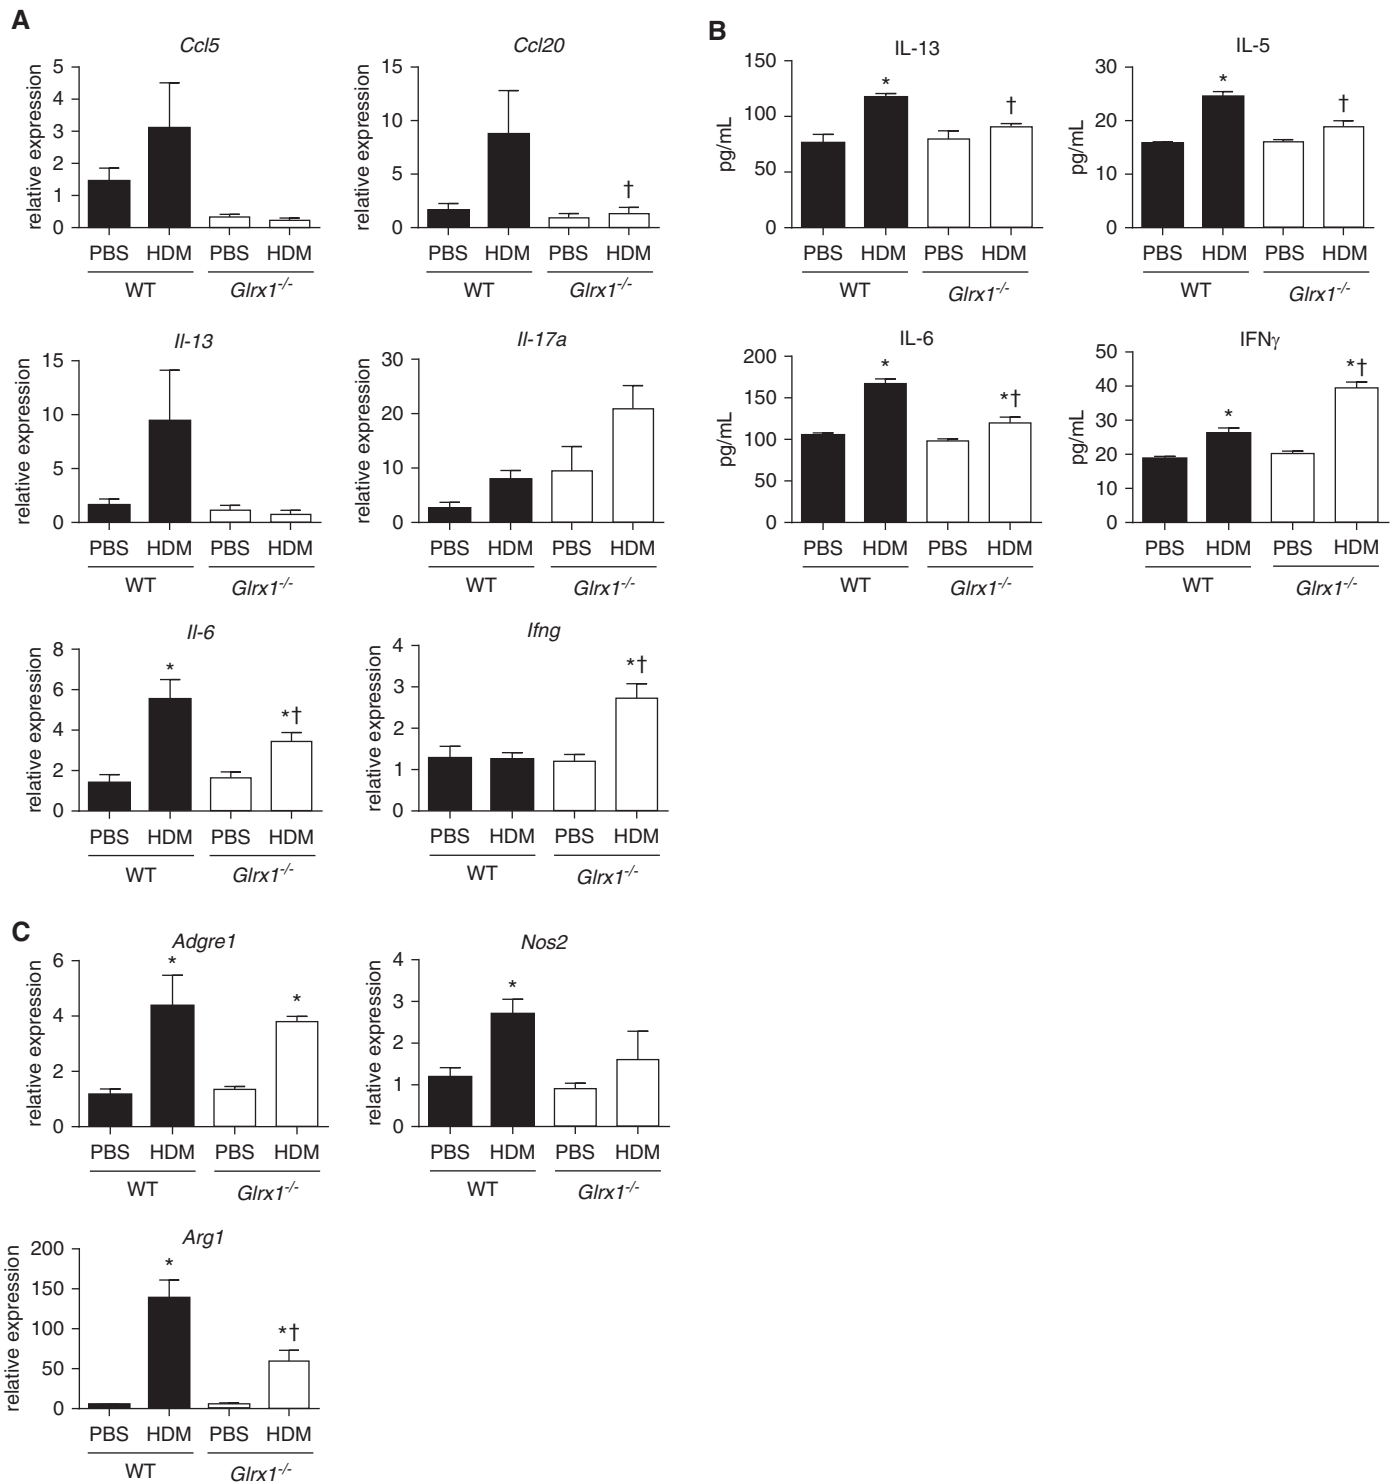 A
Ccl5
relative expression
5
4
3
2
1
0
PBS HDM PBS HDM
WT Glrx1-/-
Ccl20
relative expression
15
10
5
0
†
PBS HDM PBS HDM
WT Glrx1-/-
Il-13
relative expression
15
10
5
0
PBS HDM PBS HDM
WT Glrx1-/-
Il-17a
relative expression
30
20
10
0
PBS HDM PBS HDM
WT Glrx1-/-
Il-6
relative expression
8
6
4
2
0
* *†
PBS HDM PBS HDM
WT Glrx1-/-
Ifng
relative expression
4
3
2
1
0
*†
PBS HDM PBS HDM
WT Glrx1-/-
B
IL-13
pg/mL
150
100
50
0
* †
PBS HDM PBS HDM
WT Glrx1-/-
IL-5
pg/mL
30
20
10
0
* †
PBS HDM PBS HDM
WT Glrx1-/-
IL-6
pg/mL
200
150
100
50
0
* *†
PBS HDM PBS HDM
WT Glrx1-/-
IFNγ
pg/mL
50
40
30
20
10
0
* *†
PBS HDM PBS HDM
WT Glrx1-/-
C
Adgre1
relative expression
6
4
2
0
* *
PBS HDM PBS HDM
WT Glrx1-/-
Nos2
relative expression
4
3
2
1
0
*
PBS HDM PBS HDM
WT Glrx1-/-
Arg1
relative expression
200
150
100
50
0
* *†
PBS HDM PBS HDM
WT Glrx1-/-